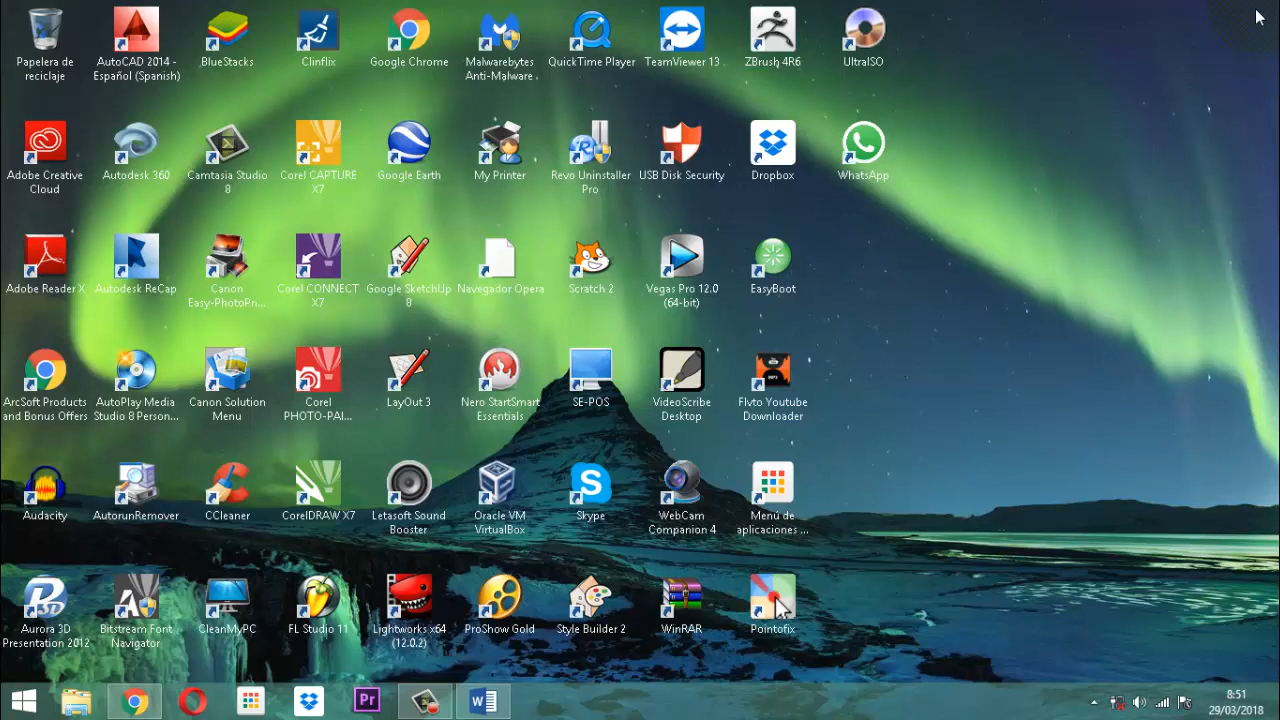 Papelera de
reciclaje
AutoCAD 2014 -
Español (Spanish)
BlueStacks
Clinflix
Google Chrome
Malwarebytes
Anti-Malware
QuickTime Player
TeamViewer 13
ZBrush 4R6
UltraISO
Adobe Creative
Cloud
Autodesk 360
Camtasia Studio
8
Corel CAPTURE
X7
Google Earth
My Printer
Revo Uninstaller
Pro
USB Disk Security
Dropbox
WhatsApp
Adobe Reader X
Autodesk ReCap
Canon
Easy-PhotoPri...
Corel CONNECT
X7
Google SketchUp
8
Navegador Opera
Scratch 2
Vegas Pro 12.0
(64-bit)
EasyBoot
ArcSoft Products
and Bonus Offers
AutoPlay Media
Studio 8 Person...
Canon Solution
Menu
Corel
PHOTO-PAI...
LayOut 3
Nero StartSmart
Essentials
SE-POS
VideoScribe
Desktop
MP3
Flvto Youtube
Downloader
Audacity
AutorunRemover
CCleaner
CorelDRAW X7
Letasoft Sound
Booster
Oracle VM
VirtualBox
Skype
WebCam
Companion 4
Menú de
aplicaciones ...
Aurora 3D
Presentation 2012
Bitstream Font
Navigator
CleanMyPC
FL Studio 11
Lightworks x64
(12.0.2)
ProShow Gold
Style Builder 2
WinRAR
Pointofix
Pr
8:51
29/03/2018